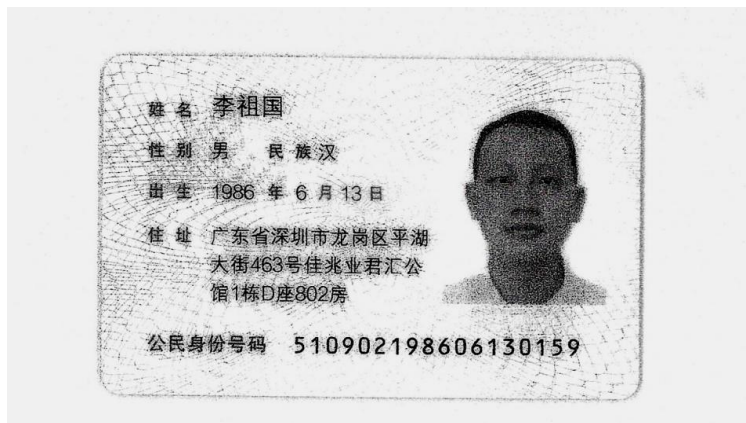 姓名 李祖国
性别 男 民族 汉
出生 1986 年 6 月 13 日
住址 广东省深圳市龙岗区平湖
大街463号佳兆业君汇公
馆1栋D座802房
公民身份号码 510902198606130159